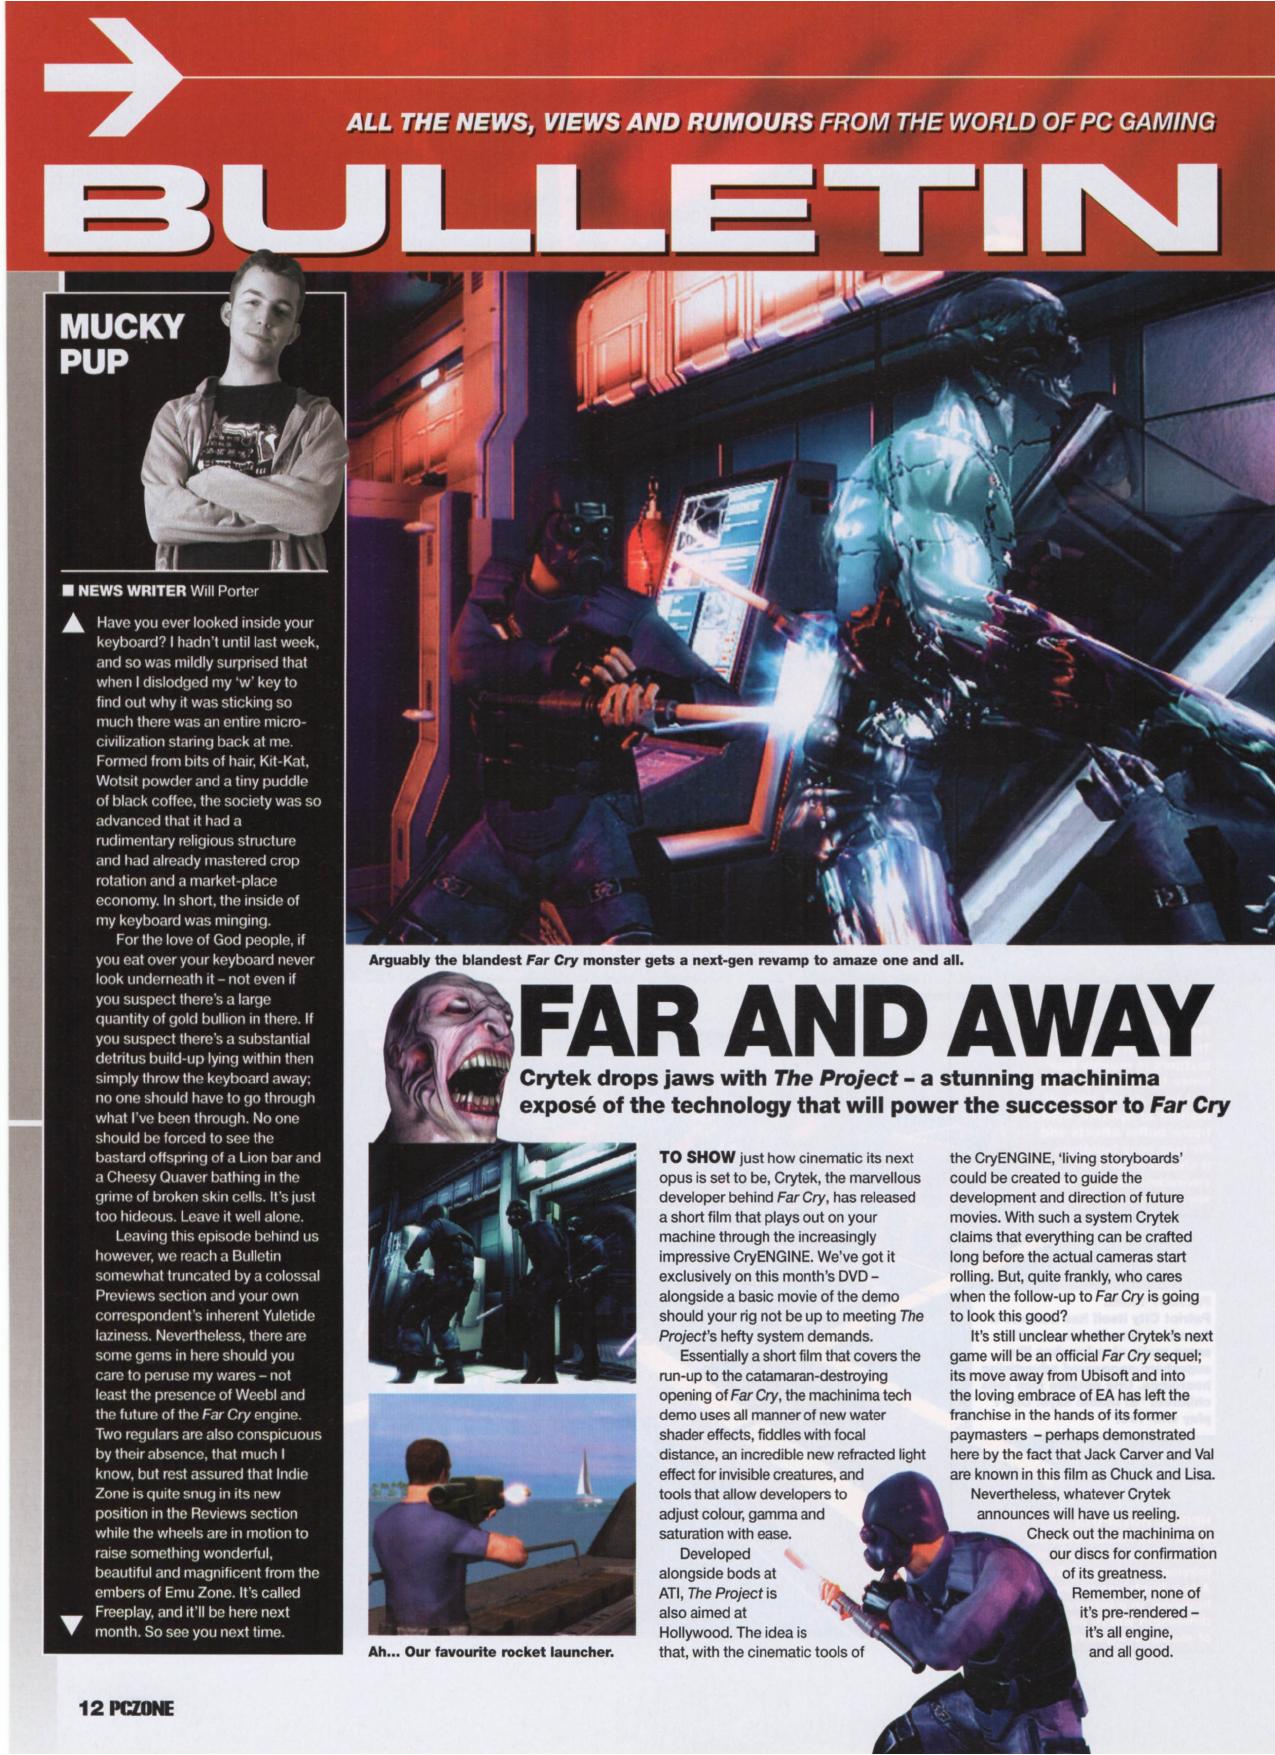 ALL THE NEWS, VIEWS AND RUMOURS FROM THE WORLD OF PC GAMING
BULLETIN
MUCKY
PUP
■ NEWS WRITER Will Porter
Have you ever looked inside your
keyboard? I hadn't until last week,
and so was mildly surprised that
when I dislodged my 'w' key to
find out why it was sticking so
much there was an entire micro-
civilization staring back at me.
Formed from bits of hair, Kit-Kat,
Wotsit powder and a tiny puddle
of black coffee, the society was so
advanced that it had a
rudimentary religious structure
and had already mastered crop
rotation and a market-place
economy. In short, the inside of
my keyboard was minging.
For the love of God people, if
you eat over your keyboard never
look underneath it – not even if
you suspect there's a large
quantity of gold bullion in there. If
you suspect there's a substantial
detritus build-up lying within then
simply throw the keyboard away;
no one should have to go through
what I've been through. No one
should be forced to see the
bastard offspring of a Lion bar and
a Cheesy Quaver bathing in the
grime of broken skin cells. It's just
too hideous. Leave it well alone.
Leaving this episode behind us
however, we reach a Bulletin
somewhat truncated by a colossal
Previews section and your own
correspondent's inherent Yuletide
laziness. Nevertheless, there are
some gems in here should you
care to peruse my wares – not
least the presence of Weebl and
the future of the Far Cry engine.
Two regulars are also conspicuous
by their absence, that much I
know, but rest assured that Indie
Zone is quite snug in its new
position in the Reviews section
while the wheels are in motion to
raise something wonderful,
beautiful and magnificent from the
embers of Emu Zone. It's called
Freeplay, and it'll be here next
month. So see you next time.
Arguably the blandest Far Cry monster gets a next-gen revamp to amaze one and all.
FAR AND AWAY
Crytek drops jaws with The Project – a stunning machinima
exposé of the technology that will power the successor to Far Cry
Ah... Our favourite rocket launcher.
TO SHOW just how cinematic its next
opus is set to be, Crytek, the marvellous
developer behind Far Cry, has released
a short film that plays out on your
machine through the increasingly
impressive CryENGINE. We've got it
exclusively on this month's DVD –
alongside a basic movie of the demo
should your rig not be up to meeting The
Project's hefty system demands.
Essentially a short film that covers the
run-up to the catamaran-destroying
opening of Far Cry, the machinima tech
demo uses all manner of new water
shader effects, fiddles with focal
distance, an incredible new refracted light
effect for invisible creatures, and
tools that allow developers to
adjust colour, gamma and
saturation with ease.
Developed
alongside bods at
ATI, The Project is
also aimed at
Hollywood. The idea is
that, with the cinematic tools of
the CryENGINE, 'living storyboards'
could be created to guide the
development and direction of future
movies. With such a system Crytek
claims that everything can be crafted
long before the actual cameras start
rolling. But, quite frankly, who cares
when the follow-up to Far Cry is going
to look this good?
It's still unclear whether Crytek's next
game will be an official Far Cry sequel;
its move away from Ubisoft and into
the loving embrace of EA has left the
franchise in the hands of its former
paymasters – perhaps demonstrated
here by the fact that Jack Carver and Val
are known in this film as Chuck and Lisa.
Nevertheless, whatever Crytek
announces will have us reeling.
Check out the machinima on
our discs for confirmation
of its greatness.
Remember, none of
it's pre-rendered –
it's all engine,
and all good.
12 PCZONE